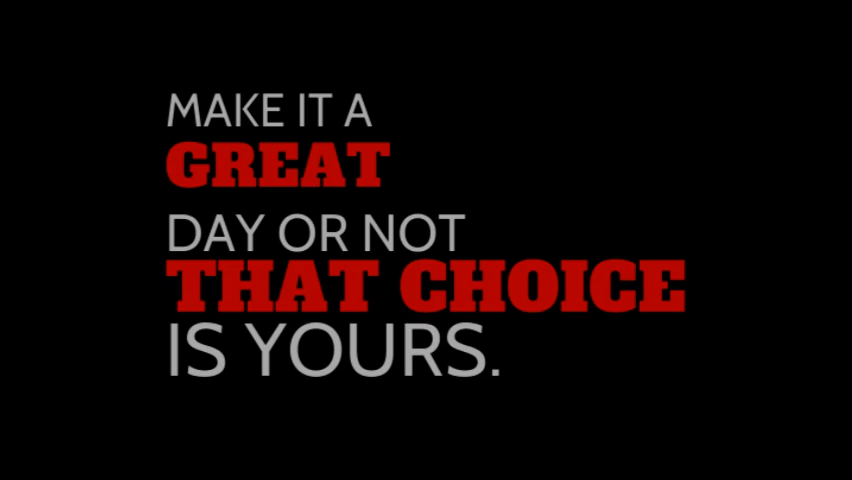 MAKE IT A
GREAT
DAY OR NOT
THAT CHOICE
IS YOURS.